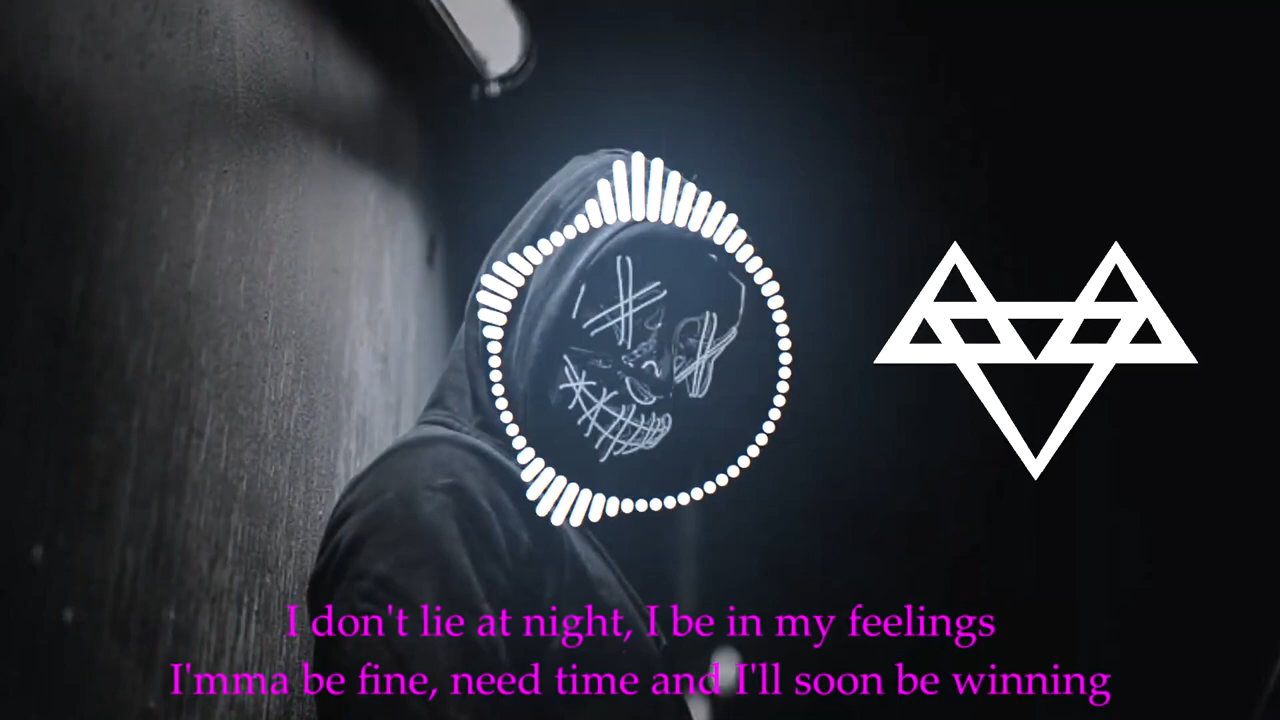 I don't lie at night, I be in my feelings
I'mma be fine, need time and I'll soon be winning